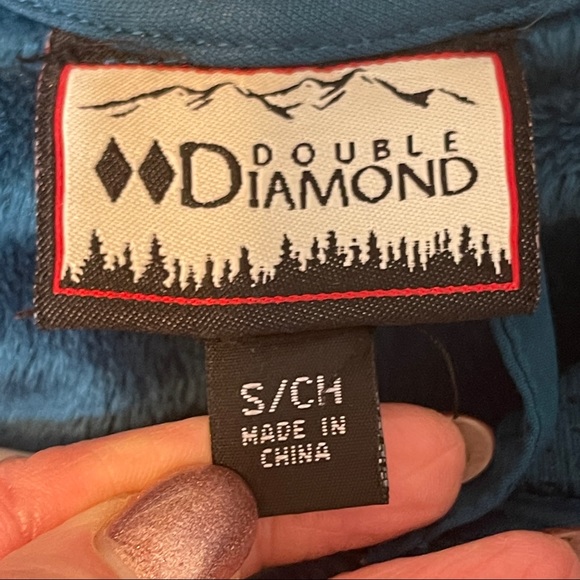 DOUBLE
DIAMOND
S/CH
MADE IN
CHINA